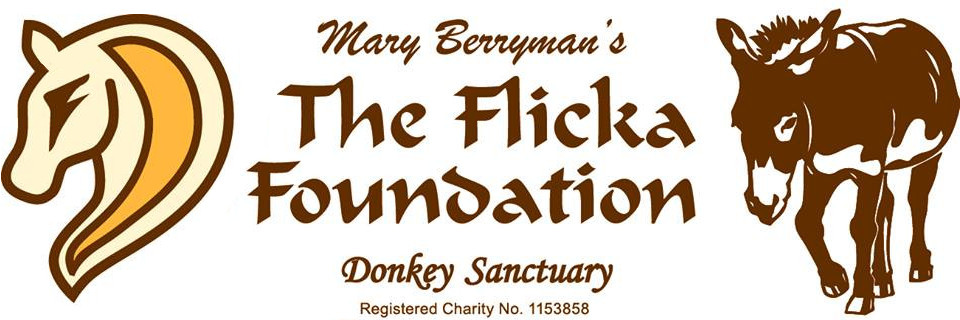 Mary Berryman's
The Flicka
Foundation
Donkey Sanctuary
Registered Charity No. 1153858